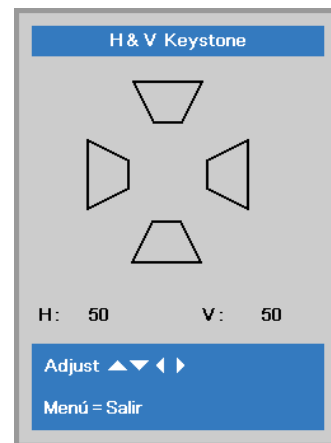 H & V Keystone
H: 50 V: 50
Adjust ▲▼◀ ▶
Menú = Salir